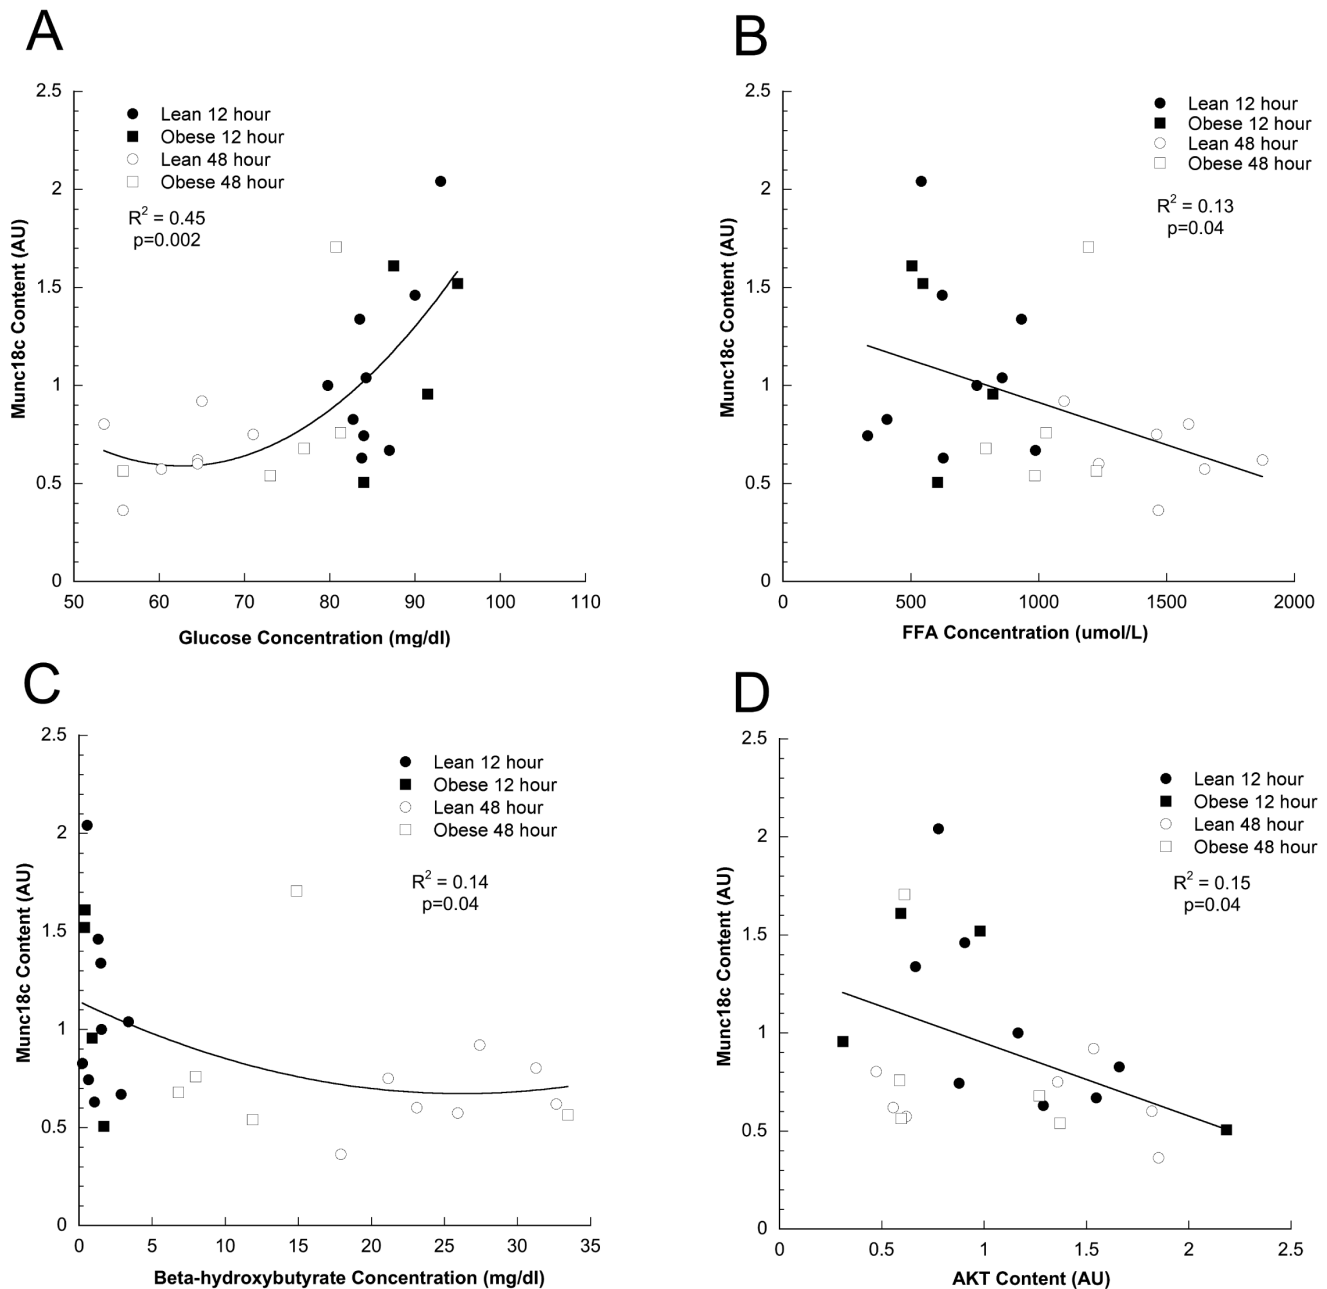 A
2.5
2
1.5
1
0.5
0
Munc18c Content (AU)
Lean 12 hour
Obese 12 hour
Lean 48 hour
Obese 48 hour
R2 = 0.45
p=0.002
50 60 70 80 90 100 110
Glucose Concentration (mg/dl)
B
2.5
2
1.5
1
0.5
0
Munc18c Content (AU)
Lean 12 hour
Obese 12 hour
Lean 48 hour
Obese 48 hour
R2 = 0.13
p=0.04
0 500 1000 1500 2000
FFA Concentration (umol/L)
C
2.5
2
1.5
1
0.5
0
Munc18c Content (AU)
Lean 12 hour
Obese 12 hour
Lean 48 hour
Obese 48 hour
R2 = 0.14
p=0.04
0 5 10 15 20 25 30 35
Beta-hydroxybutyrate Concentration (mg/dl)
D
2.5
2
1.5
1
0.5
0
Munc18c Content (AU)
Lean 12 hour
Obese 12 hour
Lean 48 hour
Obese 48 hour
R2 = 0.15
p=0.04
0 0.5 1 1.5 2 2.5
AKT Content (AU)